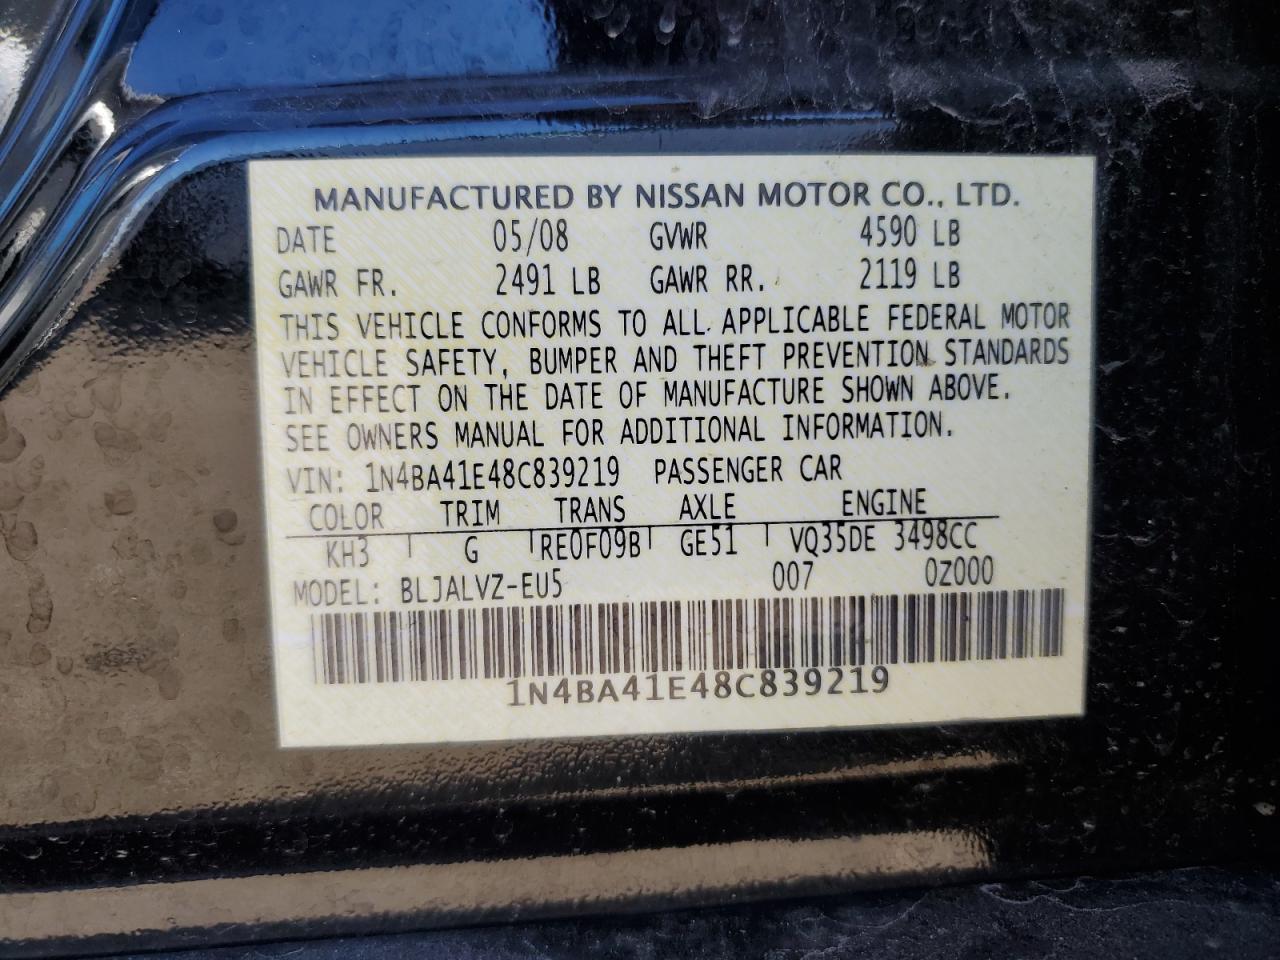 MANUFACTURED BY NISSAN MOTOR CO., LTD.
DATE 05/08 GVWR 4590 LB
GAWR FR. 2491 LB GAWR RR. 2119 LB
THIS VEHICLE CONFORMS TO ALL APPLICABLE FEDERAL MOTOR
VEHICLE SAFETY, BUMPER AND THEFT PREVENTION STANDARDS
IN EFFECT ON THE DATE OF MANUFACTURE SHOWN ABOVE.
SEE OWNERS MANUAL FOR ADDITIONAL INFORMATION.
VIN: 1N4BA41E48C839219 PASSENGER CAR
COLOR TRIM TRANS AXLE ENGINE
KH3 G RE0F09B GE51 VQ35DE 3498CC
MODEL: BLJALVZ-EU5 007 0Z000
1N4BA41E48C839219